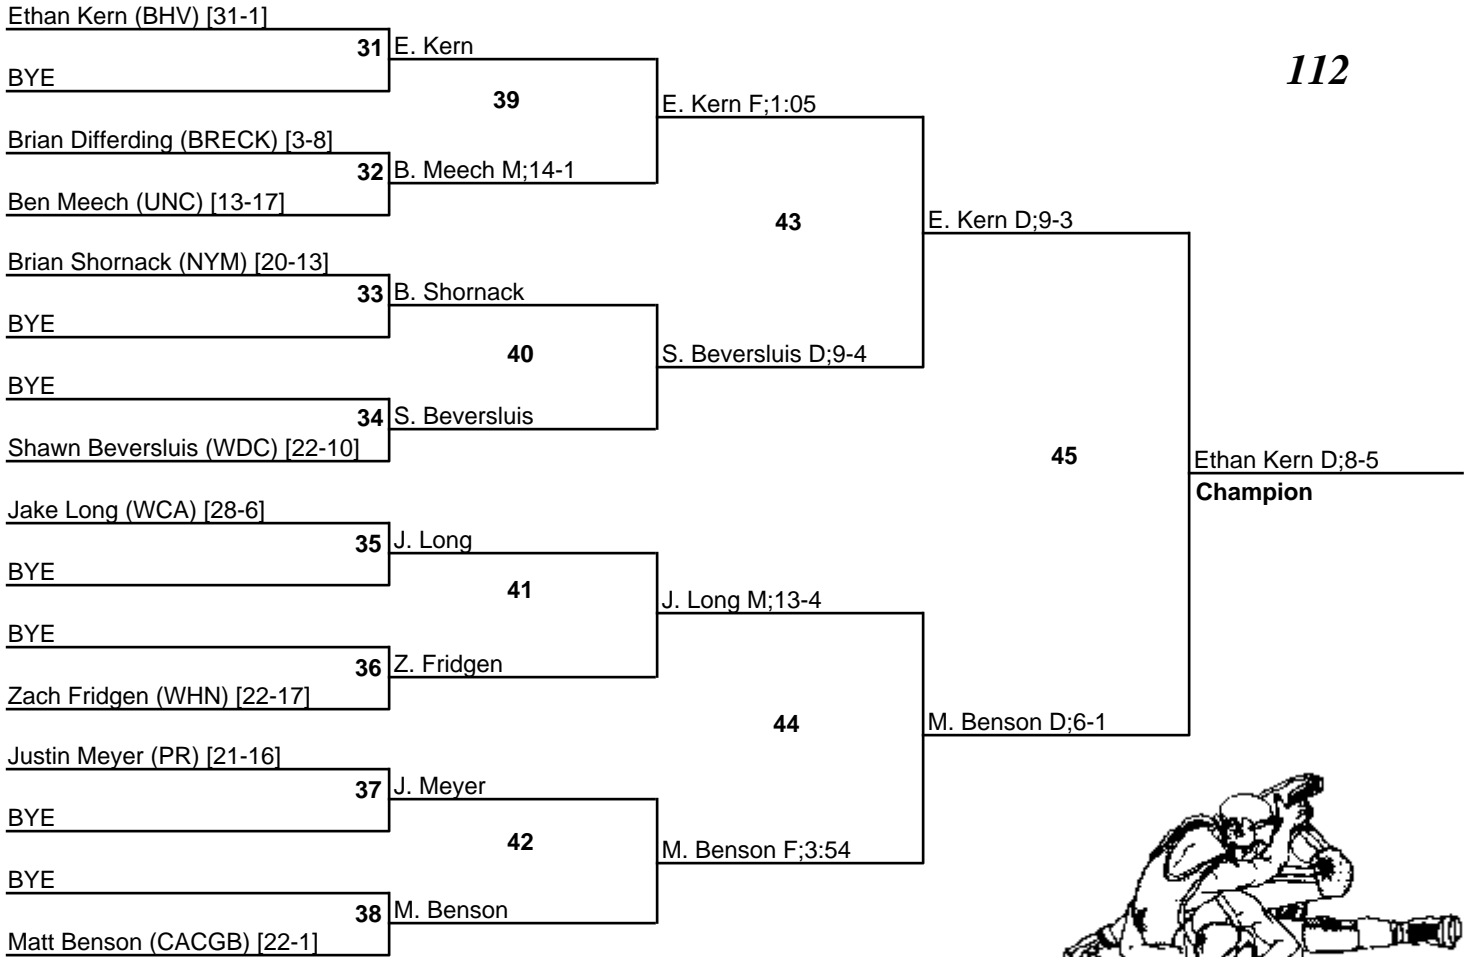 Ethan Kern (BHV) [31-1]
31 E. Kern
BYE
112
39
E. Kern F;1:05
Brian Differding (BRECK) [3-8]
32 B. Meech M;14-1
Ben Meech (UNC) [13-17]
43
E. Kern D;9-3
Brian Shornack (NYM) [20-13]
33 B. Shornack
BYE
40
S. Beversluis D;9-4
BYE
34 S. Beversluis
Shawn Beversluis (WDC) [22-10]
45
Ethan Kern D;8-5
Champion
Jake Long (WCA) [28-6]
35 J. Long
BYE
41
J. Long M;13-4
BYE
36 Z. Fridgen
Zach Fridgen (WHN) [22-17]
44
M. Benson D;6-1
Justin Meyer (PR) [21-16]
37 J. Meyer
BYE
42
M. Benson F;3:54
BYE
38 M. Benson
Matt Benson (CACGB) [22-1]